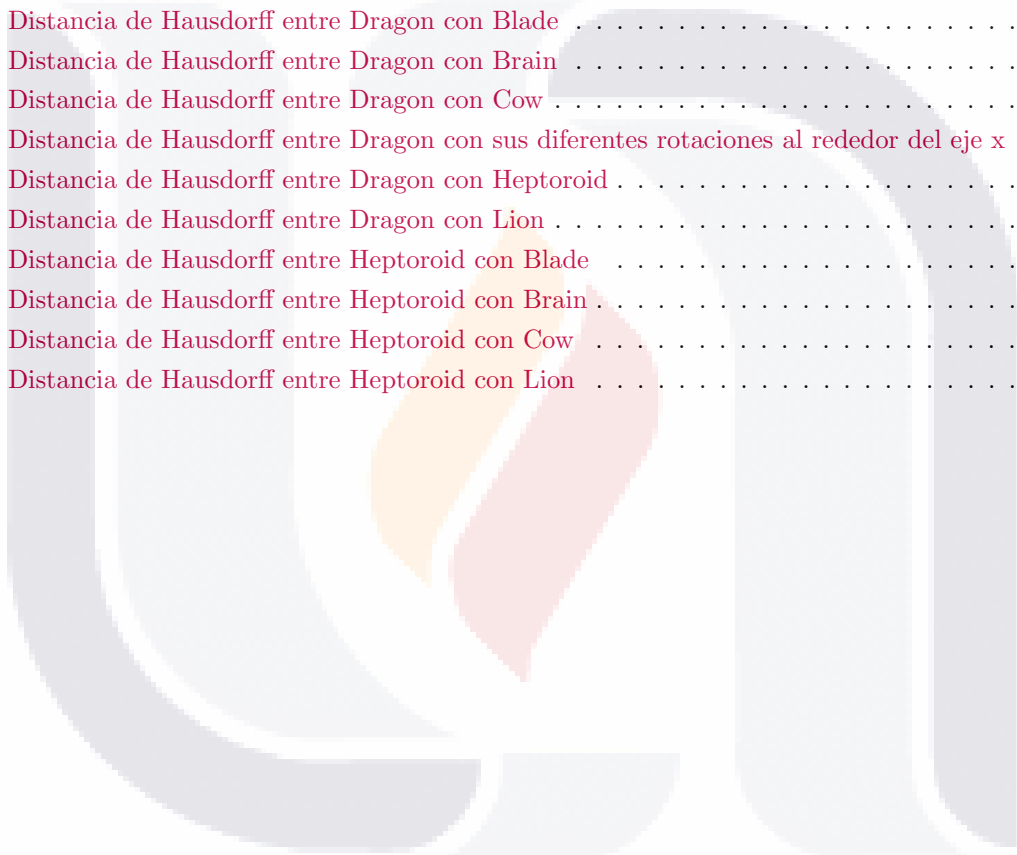 Distancia de Hausdorff entre Dragon con Blade . . . . . . . . . . . . . . . . . . . . . .
Distancia de Hausdorff entre Dragon con Brain . . . . . . . . . . . . . . . . . . . . . .
Distancia de Hausdorff entre Dragon con Cow . . . . . . . . . . . . . . . . . . . . . . .
Distancia de Hausdorff entre Dragon con sus diferentes rotaciones al rededor del eje x
Distancia de Hausdorff entre Dragon con Heptoroid . . . . . . . . . . . . . . . . . . . .
Distancia de Hausdorff entre Dragon con Lion . . . . . . . . . . . . . . . . . . . . . . .
Distancia de Hausdorff entre Heptoroid con Blade . . . . . . . . . . . . . . . . . . . .
Distancia de Hausdorff entre Heptoroid con Brain . . . . . . . . . . . . . . . . . . . . .
Distancia de Hausdorff entre Heptoroid con Cow . . . . . . . . . . . . . . . . . . . . .
Distancia de Hausdorff entre Heptoroid con Lion . . . . . . . . . . . . . . . . . . . . .